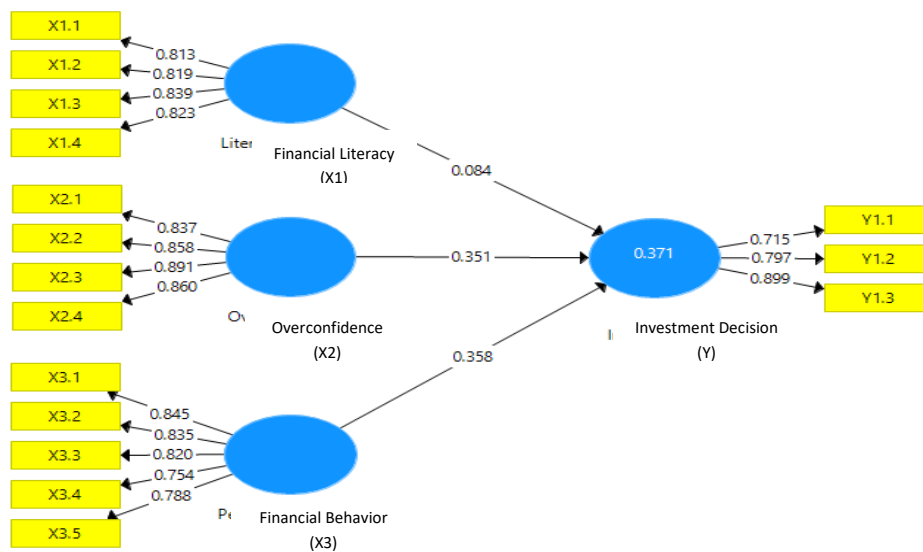 X1.1
0.813
X1.2
0.819
X1.3
0.839
X1.4
0.823
Financial Literacy
(X1)
0.084
X2.1
0.837
X2.2
0.858
X2.3
0.891
X2.4
0.860
Overconfidence
(X2)
0.351
0.371
Y1.1
0.715
Y1.2
0.797
Y1.3
0.899
Investment Decision
(Y)
0.358
X3.1
0.845
X3.2
0.835
X3.3
0.820
X3.4
0.754
X3.5
0.788
Financial Behavior
(X3)